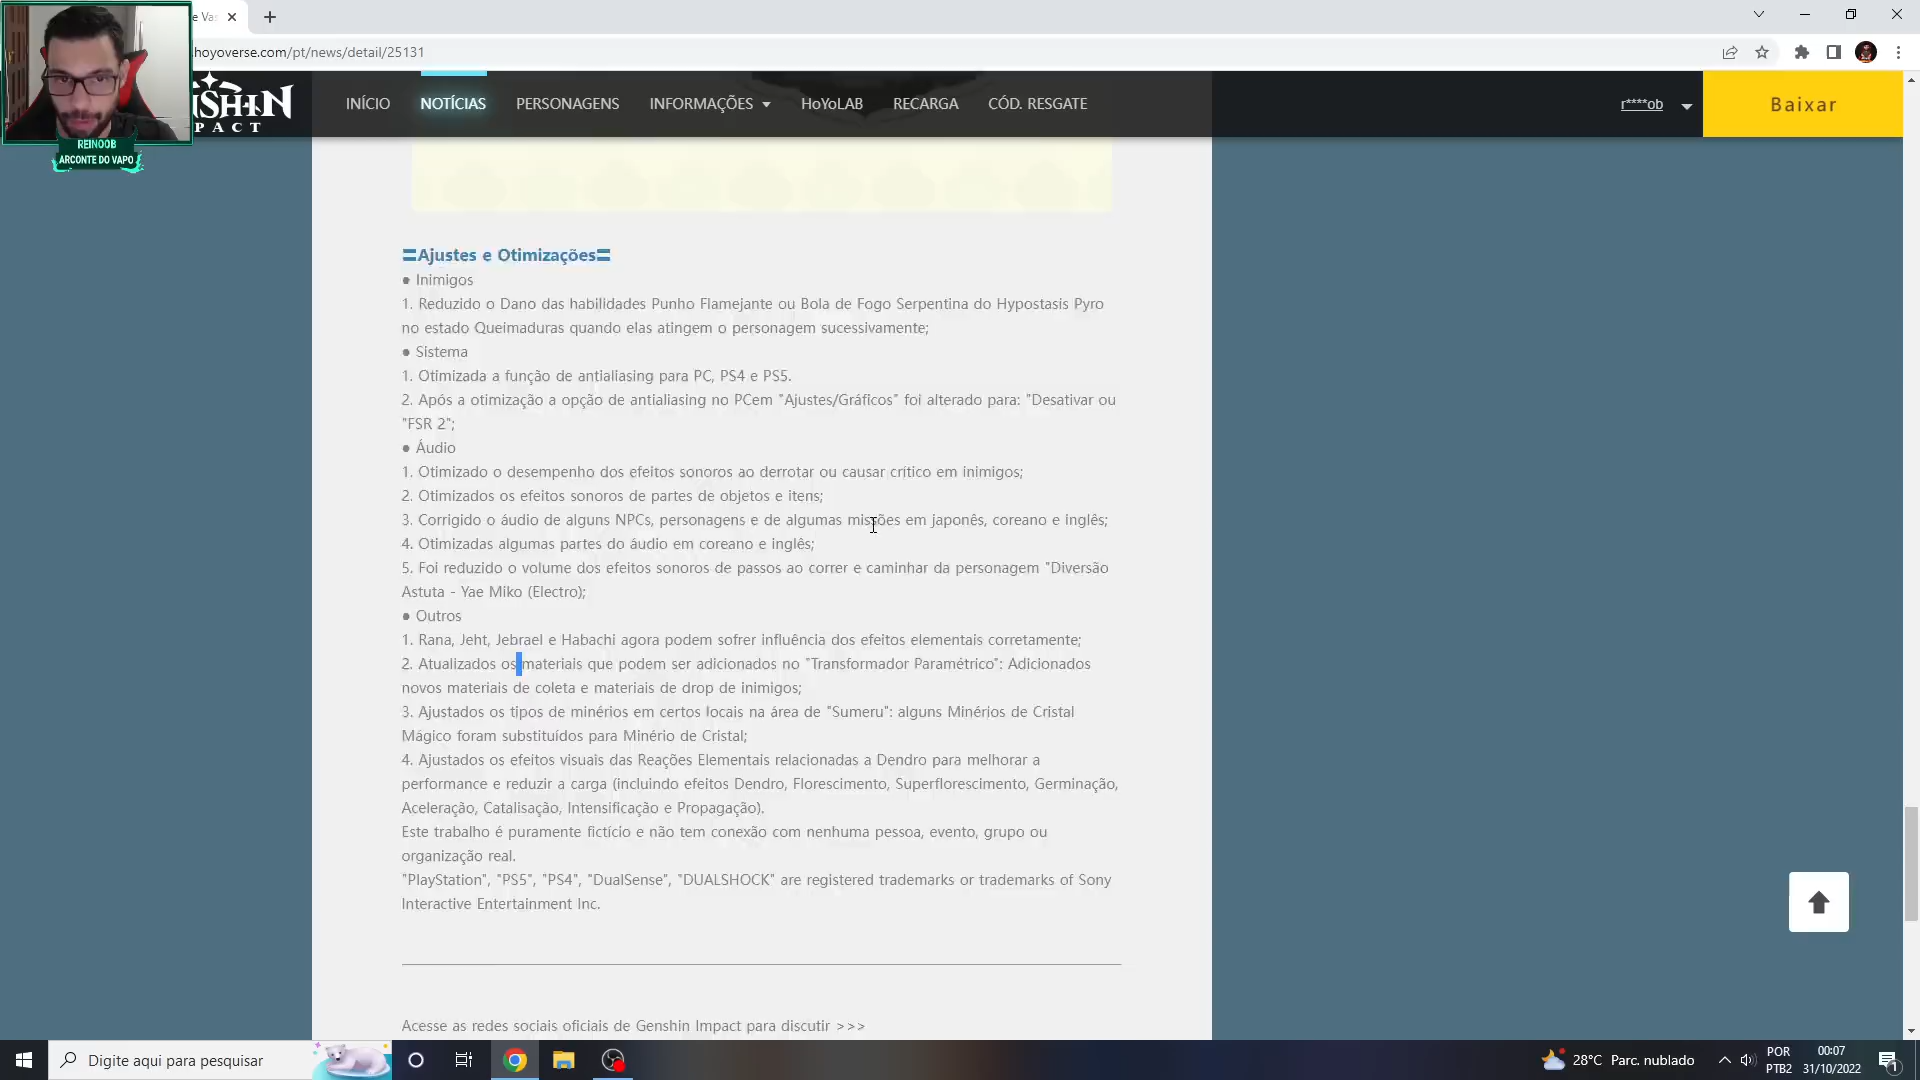 e Vas
hoyoverse.com/pt/news/detail/25131
NSHIN
PACT
INÍCIO NOTÍCIAS PERSONAGENS INFORMAÇÕES HoYoLAB RECARGA CÓD. RESGATE r****ob Baixar
REINOOB
ARCONTE DO VAPO
〓Ajustes e Otimizações〓
● Inimigos
1. Reduzido o Dano das habilidades Punho Flamejante ou Bola de Fogo Serpentina do Hypostasis Pyro
no estado Queimaduras quando elas atingem o personagem sucessivamente;
● Sistema
1. Otimizada a função de antialiasing para PC, PS4 e PS5.
2. Após a otimização a opção de antialiasing no PCem "Ajustes/Gráficos" foi alterado para: "Desativar ou
"FSR 2";
● Áudio
1. Otimizado o desempenho dos efeitos sonoros ao derrotar ou causar crítico em inimigos;
2. Otimizados os efeitos sonoros de partes de objetos e itens;
3. Corrigido o áudio de alguns NPCs, personagens e de algumas missões em japonês, coreano e inglês;
4. Otimizadas algumas partes do áudio em coreano e inglês;
5. Foi reduzido o volume dos efeitos sonoros de passos ao correr e caminhar da personagem "Diversão
Astuta - Yae Miko (Electro);
● Outros
1. Rana, Jeht, Jebrael e Habachi agora podem sofrer influência dos efeitos elementais corretamente;
2. Atualizados os materiais que podem ser adicionados no "Transformador Paramétrico": Adicionados
novos materiais de coleta e materiais de drop de inimigos;
3. Ajustados os tipos de minérios em certos locais na área de "Sumeru": alguns Minérios de Cristal
Mágico foram substituídos para Minério de Cristal;
4. Ajustados os efeitos visuais das Reações Elementais relacionadas a Dendro para melhorar a
performance e reduzir a carga (incluindo efeitos Dendro, Florescimento, Superflorescimento, Germinação,
Aceleração, Catalisação, Intensificação e Propagação).
Este trabalho é puramente fictício e não tem conexão com nenhuma pessoa, evento, grupo ou
organização real.
"PlayStation", "PS5", "PS4", "DualSense", "DUALSHOCK" are registered trademarks or trademarks of Sony
Interactive Entertainment Inc.
Acesse as redes sociais oficiais de Genshin Impact para discutir >>>
Digite aqui para pesquisar
28°C Parc. nublado
POR
PTB2
00:07
31/10/2022
1